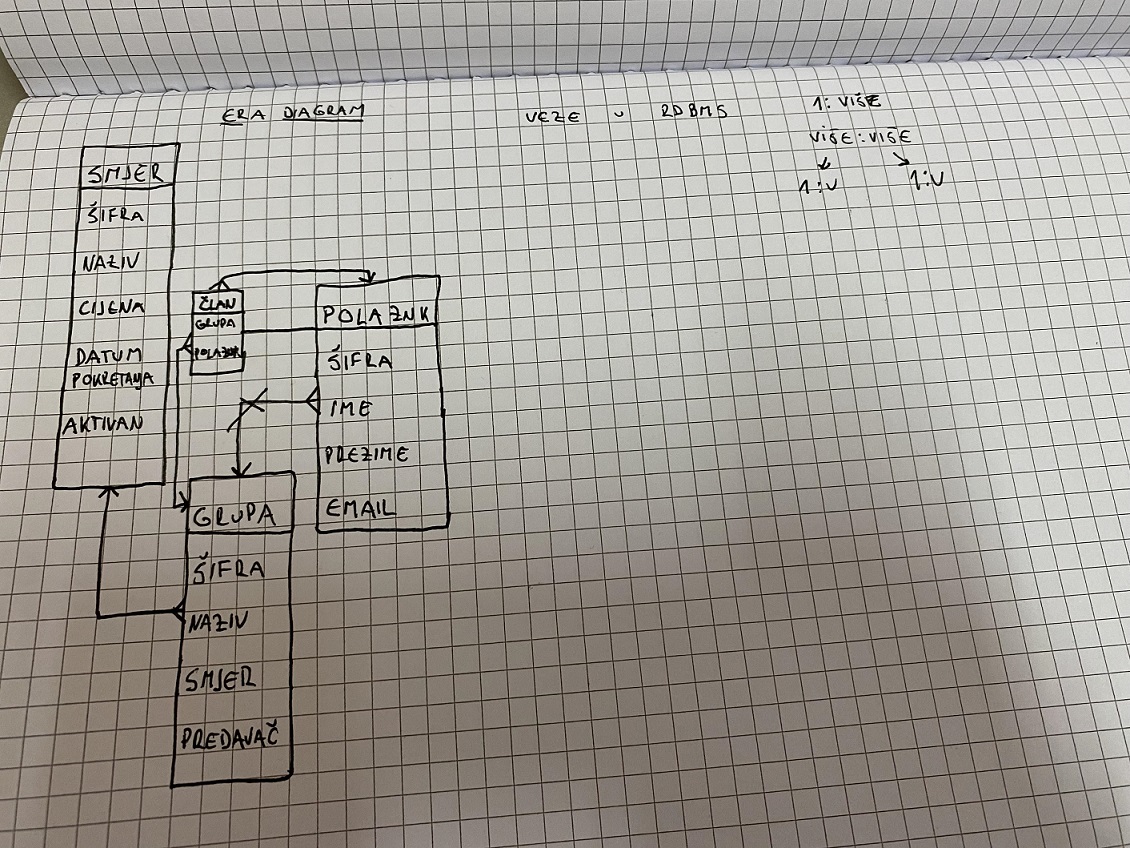 ERA DIAGRAM
VEZE U RDBMS
1: VIŠE
VIŠE : VIŠE
1:V 1:V
SMJER
ŠIFRA
NAZIV
CIJENA
DATUM
POKRETANJA
AKTIVAN
ČLAN
GRUPA
POLAZNIK
POLAZNK
ŠIFRA
IME
PREZIME
EMAIL
GRUPA
ŠIFRA
NAZIV
SMJER
PREDAVAČ